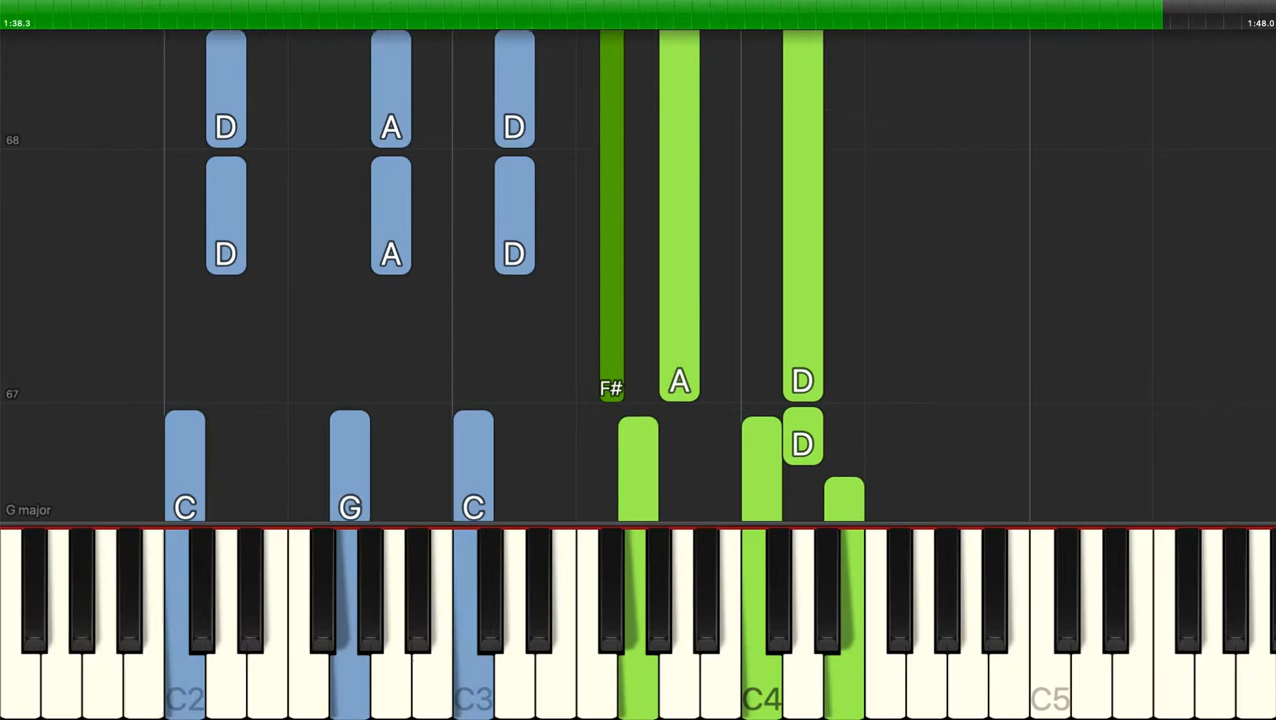 1:38.3 1:48.0
D A D
68
D A D
F# A D
67
D
C G C
G major
C2 C3 C4 C5